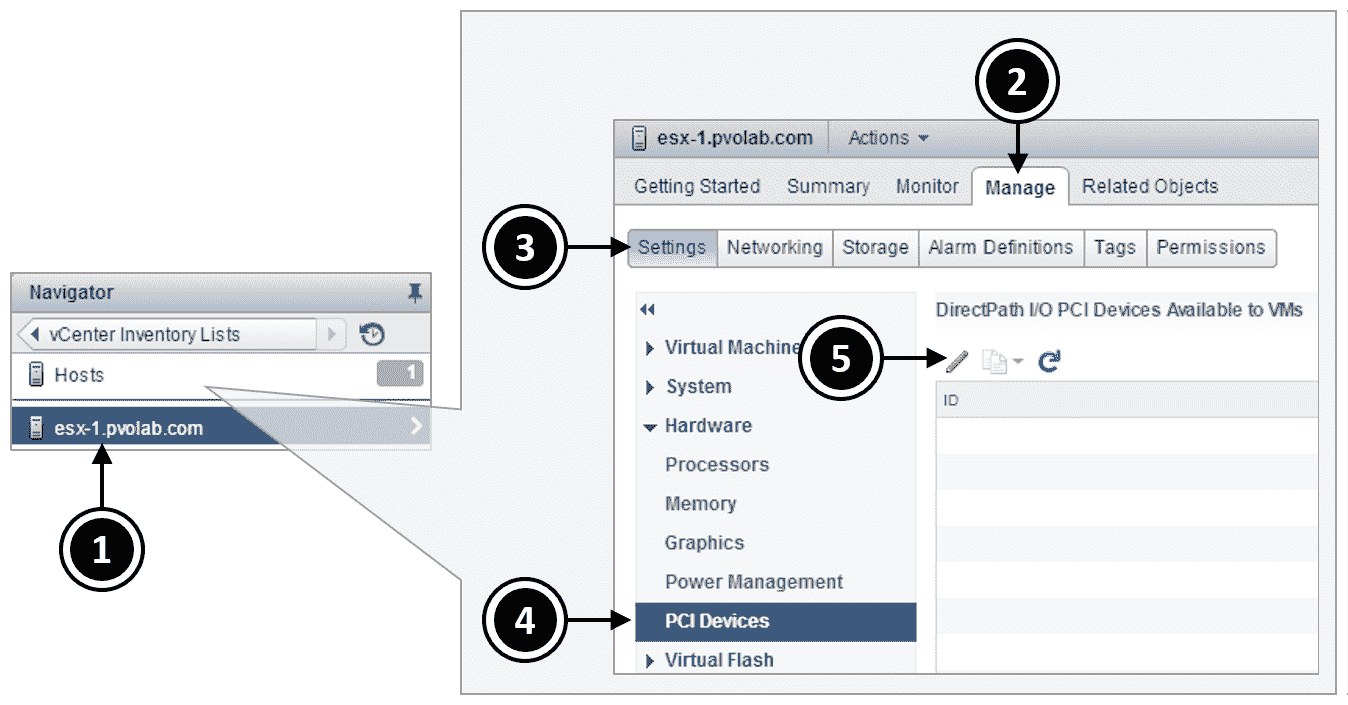 2
esx-1.pvolab.com Actions
Getting Started Summary Monitor Manage Related Objects
3
Settings Networking Storage Alarm Definitions Tags Permissions
Navigator
vCenter Inventory Lists
Hosts 1
esx-1.pvolab.com
1
DirectPath I/O PCI Devices Available to VMs
Virtual Machine
5
System
ID
Hardware
Processors
Memory
Graphics
Power Management
4
PCI Devices
Virtual Flash